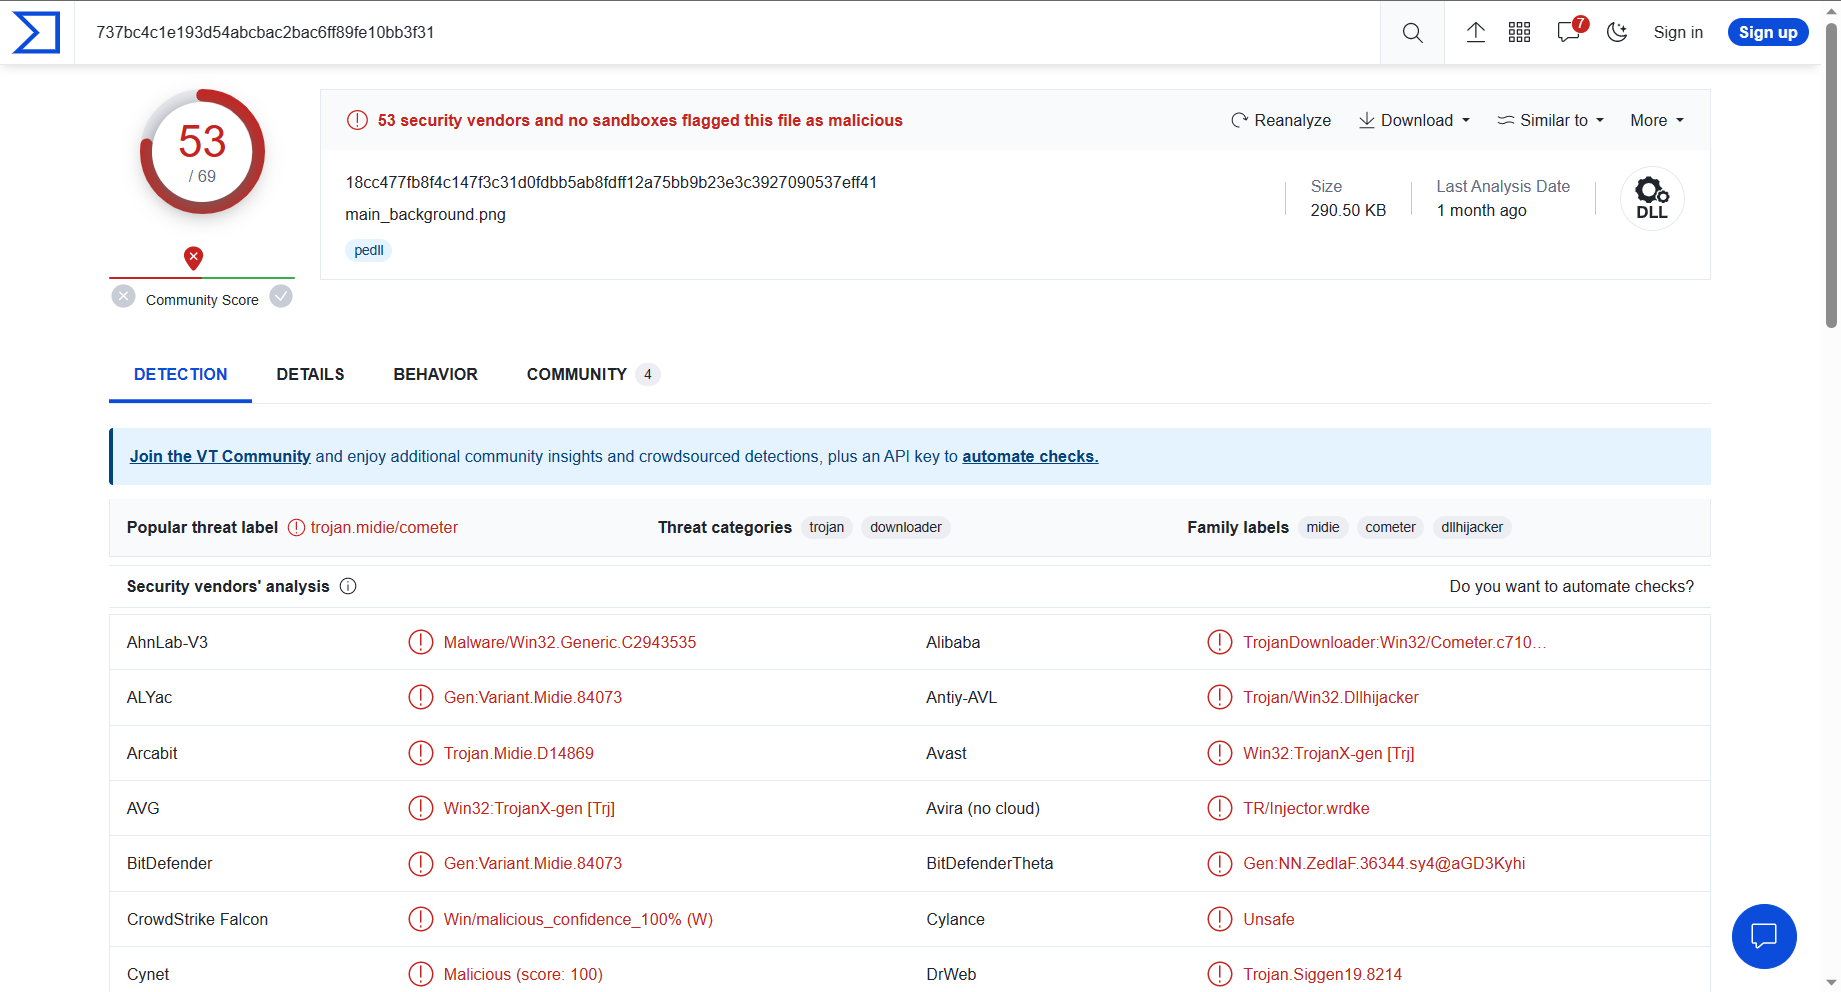 737bc4c1e193d54abcbac2bac6ff89fe10bb3f31
7
Sign in
Sign up
53
/ 69
Community Score
53 security vendors and no sandboxes flagged this file as malicious
Reanalyze
Download
Similar to
More
18cc477fb8f4c147f3c31d0fdbb5ab8fdff12a75bb9b23e3c3927090537eff41
main_background.png
pedll
Size
290.50 KB
Last Analysis Date
1 month ago
DLL
DETECTION
DETAILS
BEHAVIOR
COMMUNITY 4
Join the VT Community and enjoy additional community insights and crowdsourced detections, plus an API key to automate checks.
Popular threat label trojan.midie/cometer
Threat categories trojan downloader
Family labels midie cometer dllhijacker
Security vendors' analysis
Do you want to automate checks?
AhnLab-V3 Malware/Win32.Generic.C2943535
Alibaba TrojanDownloader:Win32/Cometer.c710…
ALYac Gen:Variant.Midie.84073
Antiy-AVL Trojan/Win32.Dllhijacker
Arcabit Trojan.Midie.D14869
Avast Win32:TrojanX-gen [Trj]
AVG Win32:TrojanX-gen [Trj]
Avira (no cloud) TR/Injector.wrdke
BitDefender Gen:Variant.Midie.84073
BitDefenderTheta Gen:NN.ZedlaF.36344.sy4@aGD3Kyhi
CrowdStrike Falcon Win/malicious_confidence_100% (W)
Cylance Unsafe
Cynet Malicious (score: 100)
DrWeb Trojan.Siggen19.8214